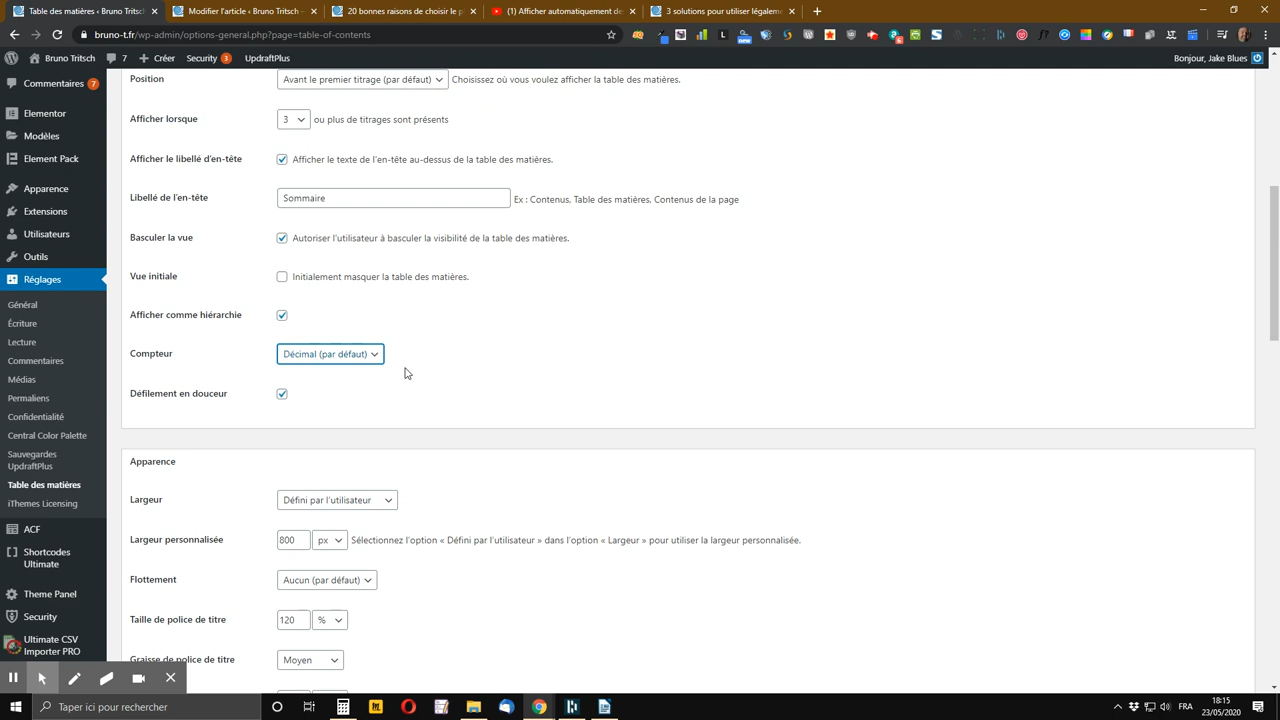 Table des matières ‹ Bruno Tritsch
Modifier l'article ‹ Bruno Tritsch -
20 bonnes raisons de choisir le p
(1) Afficher automatiquement de
3 solutions pour utiliser légaleme
bruno-t.fr/wp-admin/options-general.php?page=table-of-contents
Bruno Tritsch
7
Créer
Security 3
UpdraftPlus
Bonjour, Jake Blues
Commentaires 7
Elementor
Modèles
Element Pack
Apparence
Extensions
Utilisateurs
Outils
Réglages
Général
Écriture
Lecture
Commentaires
Médias
Permaliens
Confidentialité
Central Color Palette
Sauvegardes
UpdraftPlus
Table des matières
iThemes Licensing
ACF
Shortcodes
Ultimate
Theme Panel
Security
Ultimate CSV
Importer PRO
Position
Avant le premier titrage (par défaut)
Choisissez où vous voulez afficher la table des matières.
Afficher lorsque
3
ou plus de titrages sont présents
Afficher le libellé d'en-tête
Afficher le texte de l'en-tête au-dessus de la table des matières.
Libellé de l'en-tête
Sommaire
Ex : Contenus, Table des matières, Contenus de la page
Basculer la vue
Autoriser l'utilisateur à basculer la visibilité de la table des matières.
Vue initiale
Initialement masquer la table des matières.
Afficher comme hiérarchie
Compteur
Décimal (par défaut)
Défilement en douceur
Apparence
Largeur
Défini par l'utilisateur
Largeur personnalisée
800
px
Sélectionnez l'option « Défini par l'utilisateur » dans l'option « Largeur » pour utiliser la largeur personnalisée.
Flottement
Aucun (par défaut)
Taille de police de titre
120
%
Graisse de police de titre
Moyen
Taper ici pour rechercher
FRA
18:15
23/05/2020